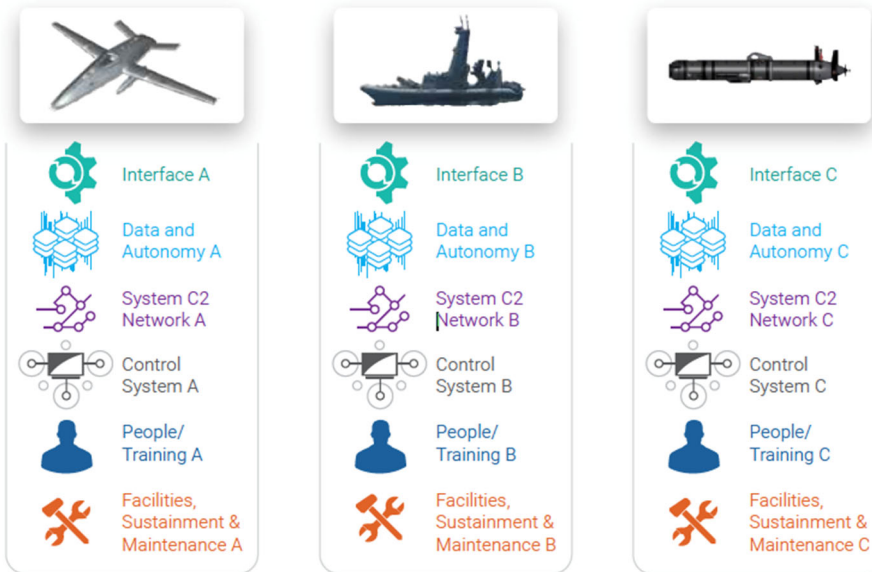 Interface A
Data and
Autonomy A
System C2
Network A
Control
System A
People/
Training A
Facilities,
Sustainment &
Maintenance A
Interface B
Data and
Autonomy B
System C2
Network B
Control
System B
People/
Training B
Facilities,
Sustainment &
Maintenance B
Interface C
Data and
Autonomy C
System C2
Network C
Control
System C
People/
Training C
Facilities,
Sustainment &
Maintenance C